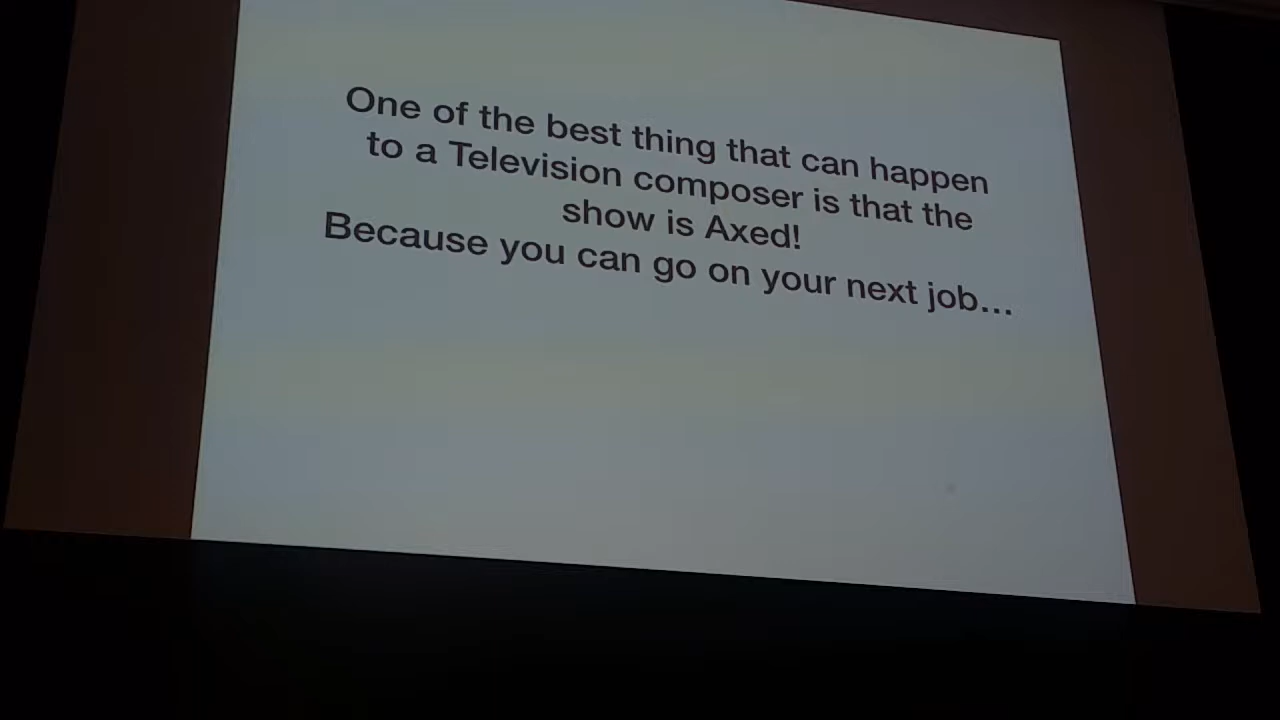 One of the best thing that can happen
to a Television composer is that the
show is Axed!
Because you can go on your next job...